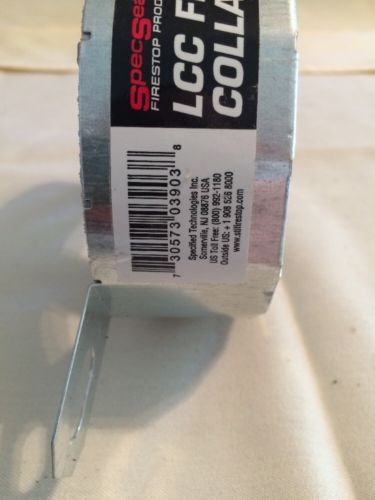 SpecSea
FIRESTOP PROD
LCC F
COLLA
7 30573 03903 8
Specified Technologies Inc.
Somerville, NJ 08876 USA
US Toll Free: (800) 992-1180
Outside US: + 1 908 526 8000
www.stifirestop.com